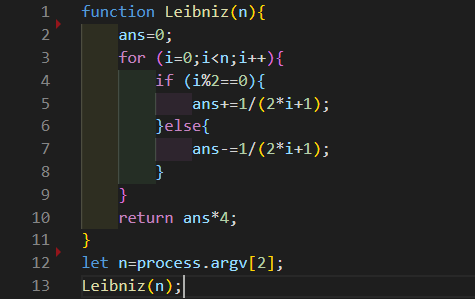 1 function Leibniz(n){
2     ans=0;
3     for (i=0;i<n;i++){
4         if (i%2==0){
5             ans+=1/(2*i+1);
6         }else{
7             ans-=1/(2*i+1);
8         }
9     }
10     return ans*4;
11 }
12 let n=process.argv[2];
13 Leibniz(n);